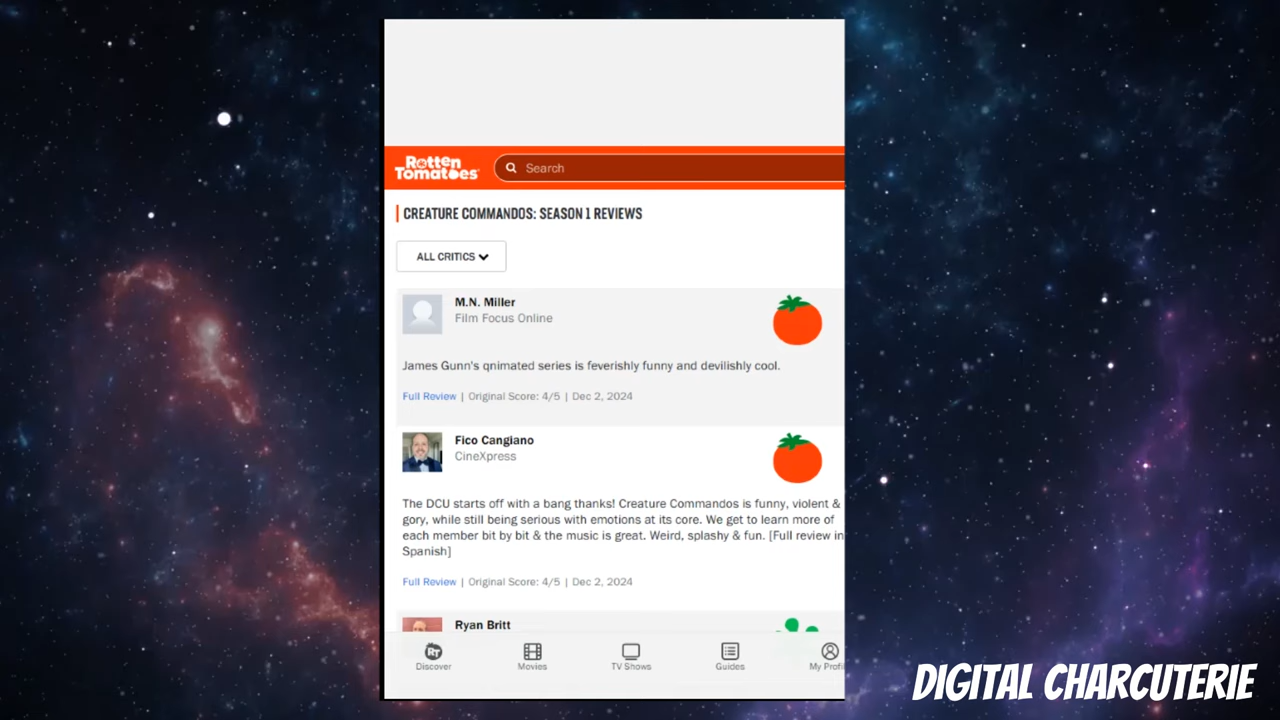 Rotten
Tomatoes
Search
CREATURE COMMANDOS: SEASON 1 REVIEWS
ALL CRITICS
M.N. Miller
Film Focus Online
James Gunn's qnimated series is feverishly funny and devilishly cool.
Full Review | Original Score: 4/5 | Dec 2, 2024
Fico Cangiano
CineXpress
The DCU starts off with a bang thanks! Creature Commandos is funny, violent &
gory, while still being serious with emotions at its core. We get to learn more of
each member bit by bit & the music is great. Weird, splashy & fun. [Full review in
Spanish]
Full Review | Original Score: 4/5 | Dec 2, 2024
Ryan Britt
RT
Discover
Movies
TV Shows
Guides
My Profi
DIGITAL CHARCUTERIE